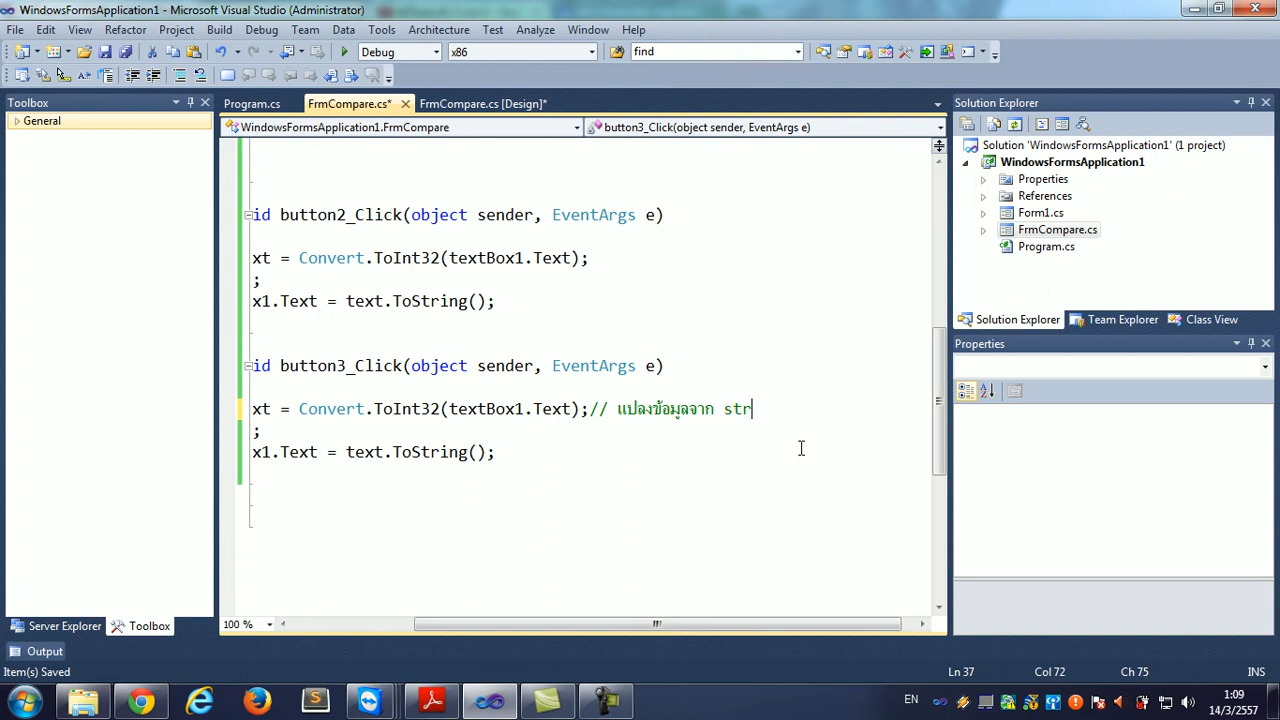 WindowsFormsApplication1 - Microsoft Visual Studio (Administrator)
File Edit View Refactor Project Build Debug Team Data Tools Architecture Test Analyze Window Help
Debug x86 find
Toolbox
General
Program.cs FrmCompare.cs* FrmCompare.cs [Design]*
WindowsFormsApplication1.FrmCompare button3_Click(object sender, EventArgs e)
id button2_Click(object sender, EventArgs e)
xt = Convert.ToInt32(textBox1.Text);
;
x1.Text = text.ToString();
id button3_Click(object sender, EventArgs e)
xt = Convert.ToInt32(textBox1.Text);// แปลงข้อมูลจาก str
;
x1.Text = text.ToString();
100 %
Solution Explorer
Solution 'WindowsFormsApplication1' (1 project)
WindowsFormsApplication1
Properties
References
Form1.cs
FrmCompare.cs
Program.cs
Solution Explorer Team Explorer Class View
Properties
Server Explorer Toolbox
Output
Item(s) Saved Ln 37 Col 72 Ch 75 INS
EN 1:09
14/3/2557